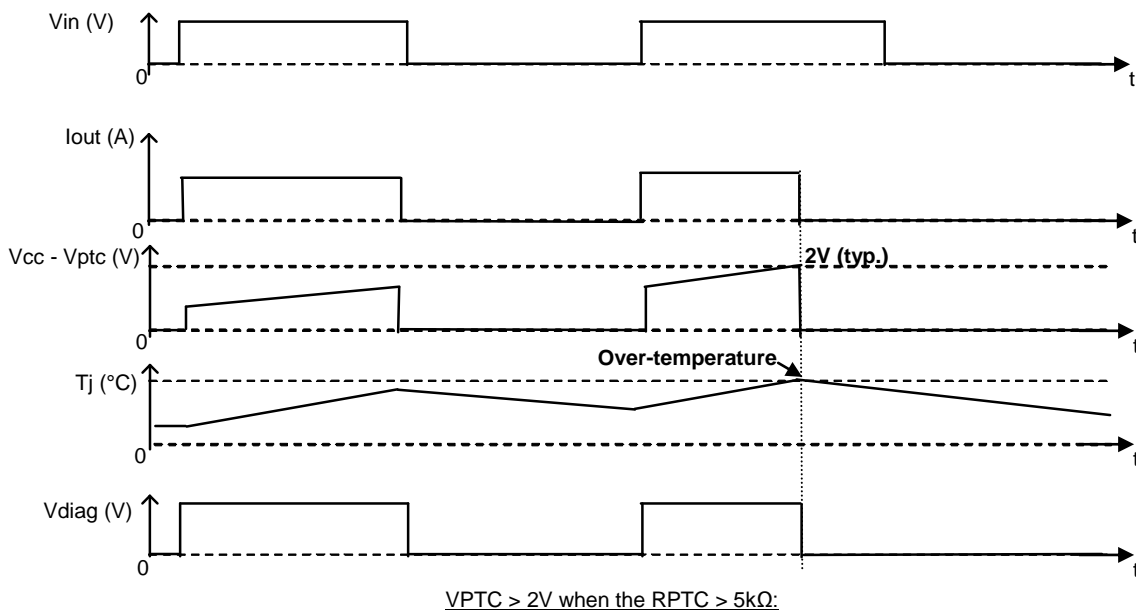 Vin (V)
0
t
Iout (A)
0
t
Vcc - Vptc (V)
2V (typ.)
0
t
Over-temperature
Tj (°C)
0
t
Vdiag (V)
0
t
VPTC > 2V when the RPTC > 5kΩ: